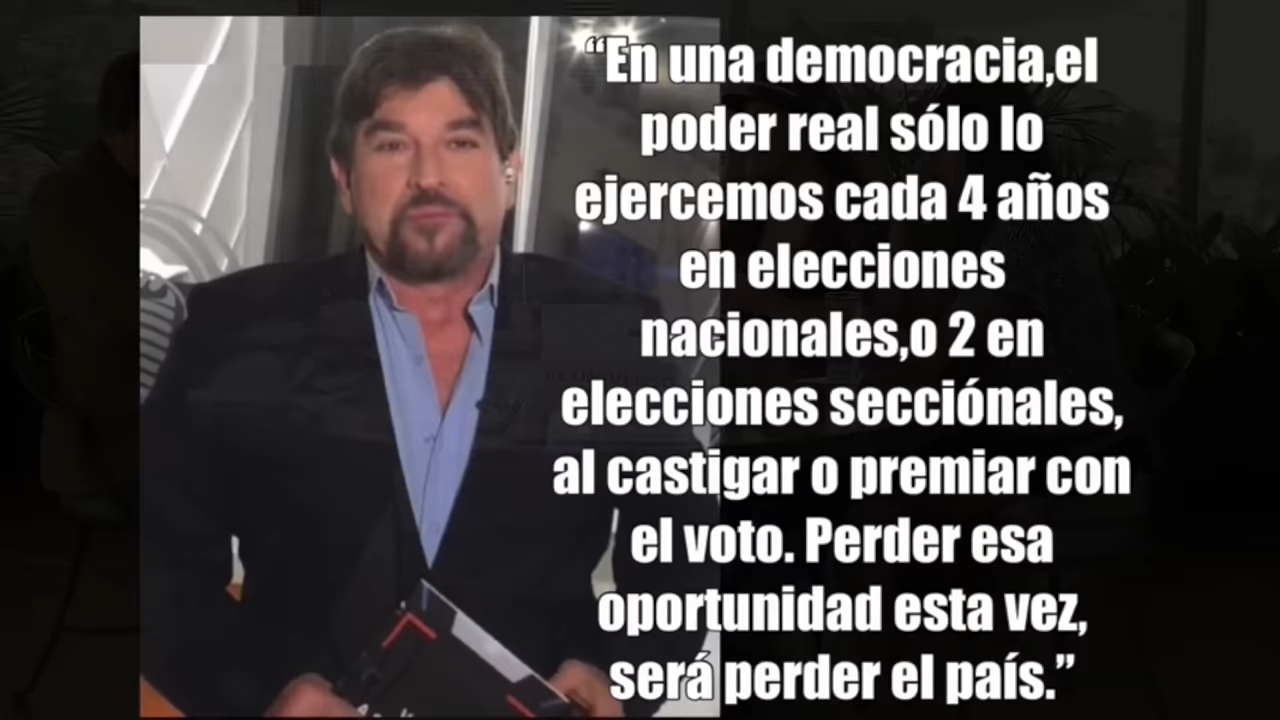 “En una democracia,el
poder real sólo lo
ejercemos cada 4 años
en elecciones
nacionales,o 2 en
elecciones secciónales,
al castigar o premiar con
el voto. Perder esa
oportunidad esta vez,
será perder el país.”